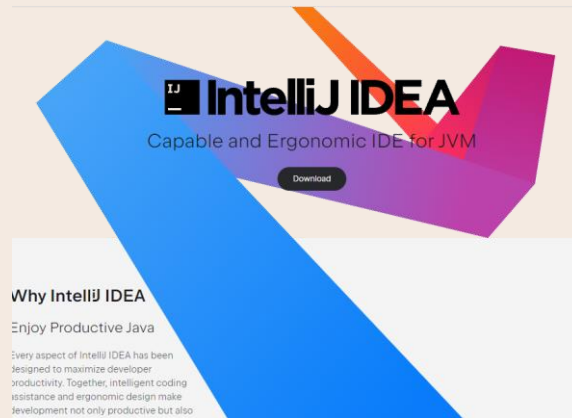 IJ IntelliJ IDEA
Capable and Ergonomic IDE for JVM
Download
Why IntelliJ IDEA
Enjoy Productive Java
Every aspect of IntelliJ IDEA has been
designed to maximize developer
productivity. Together, intelligent coding
assistance and ergonomic design make
development not only productive but also